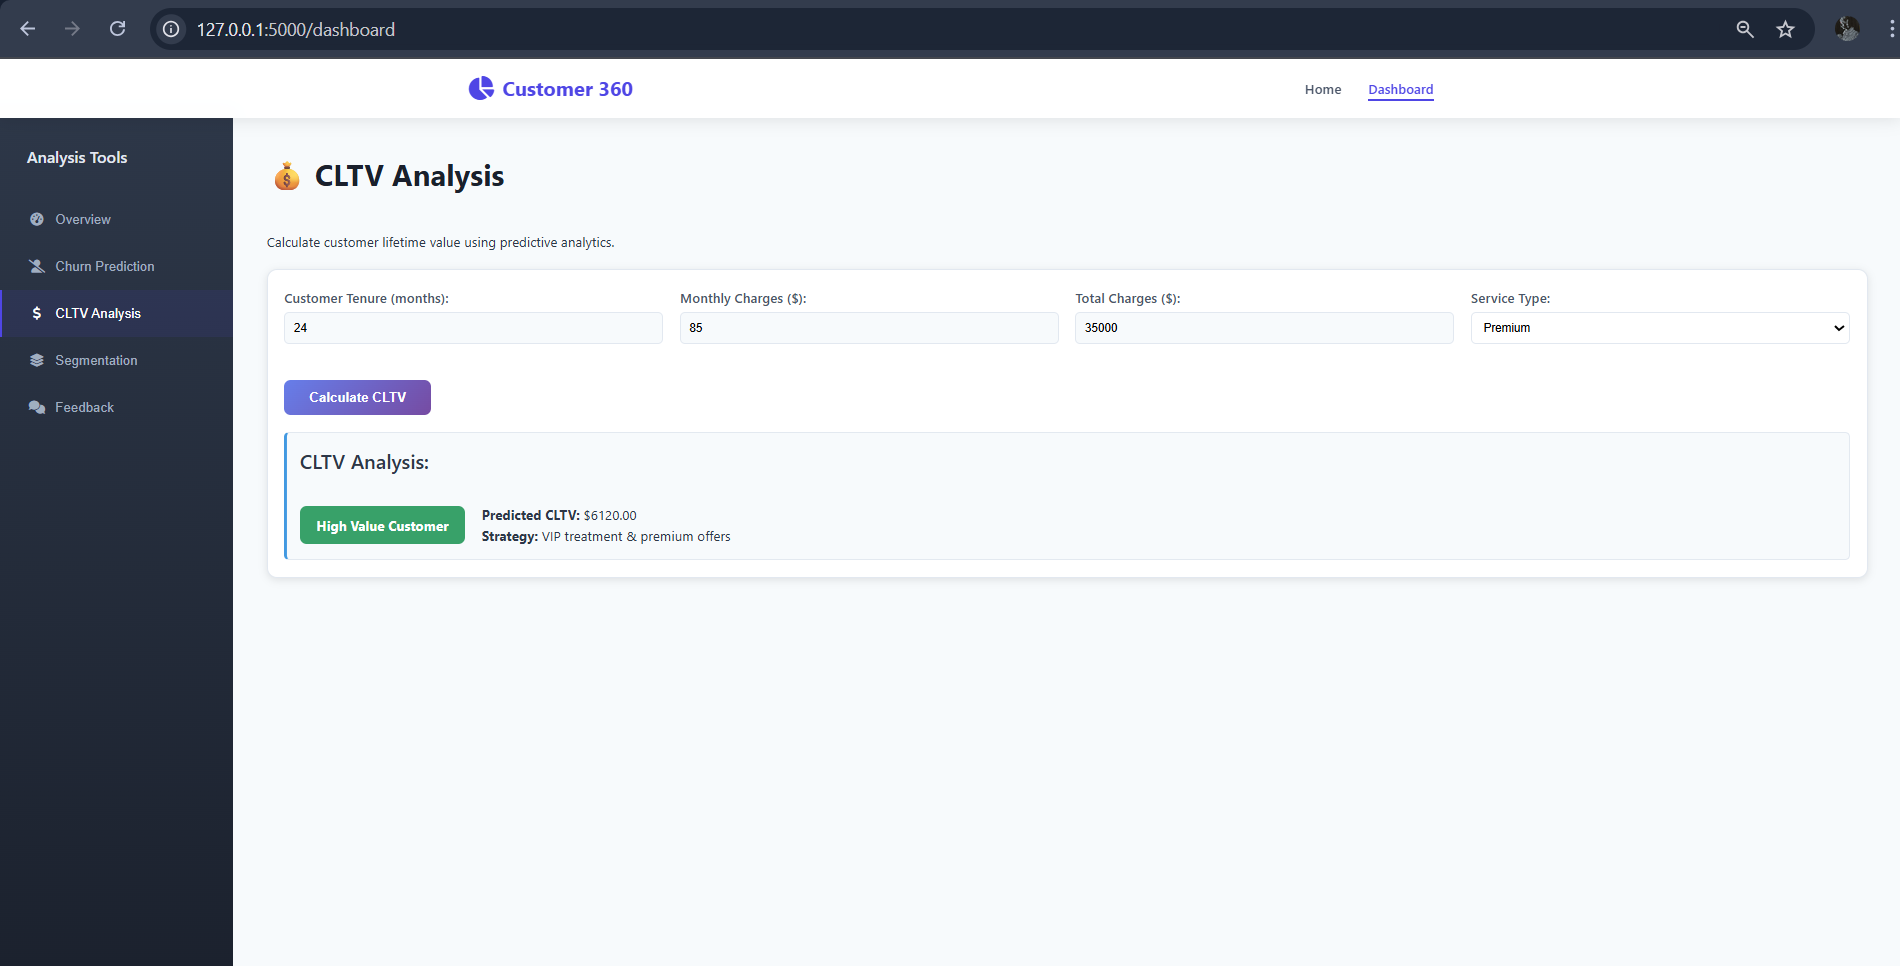 127.0.0.1:5000/dashboard
Customer 360
Home
Dashboard
Analysis Tools
Overview
Churn Prediction
CLTV Analysis
Segmentation
Feedback
CLTV Analysis
Calculate customer lifetime value using predictive analytics.
Customer Tenure (months):
24
Monthly Charges ($):
85
Total Charges ($):
35000
Service Type:
Premium
Calculate CLTV
CLTV Analysis:
High Value Customer
Predicted CLTV: $6120.00
Strategy: VIP treatment & premium offers